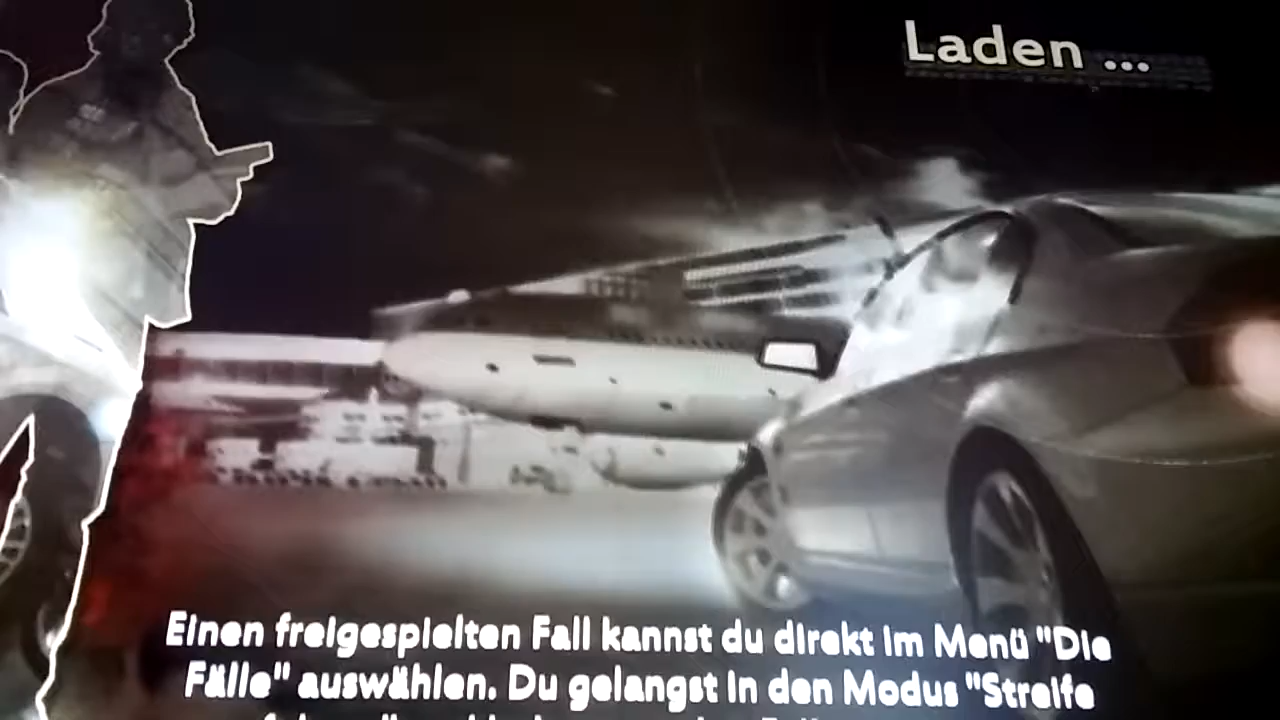 Laden ...
Einen freigespielten Fall kannst du direkt im Menü "Die
Fälle" auswählen. Du gelangst in den Modus "Streife